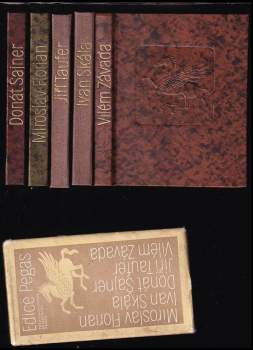 Donát Šajner
Miroslav Florian
Jiří Taufer
Ivan Skála
Vilém Závada
Edice Pegas
Miroslav Florian
Ivan Skála
Donát Šajner
Jiří Taufer
Vilém Závada